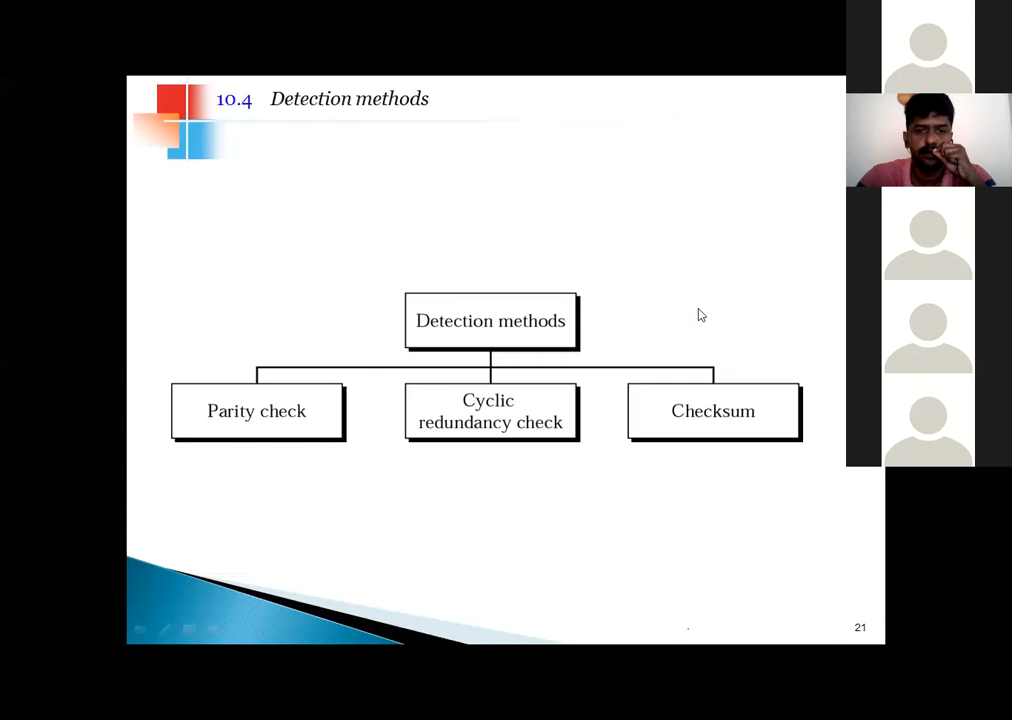 10.4 Detection methods
Detection methods
Parity check
Cyclic
redundancy check
Checksum
21